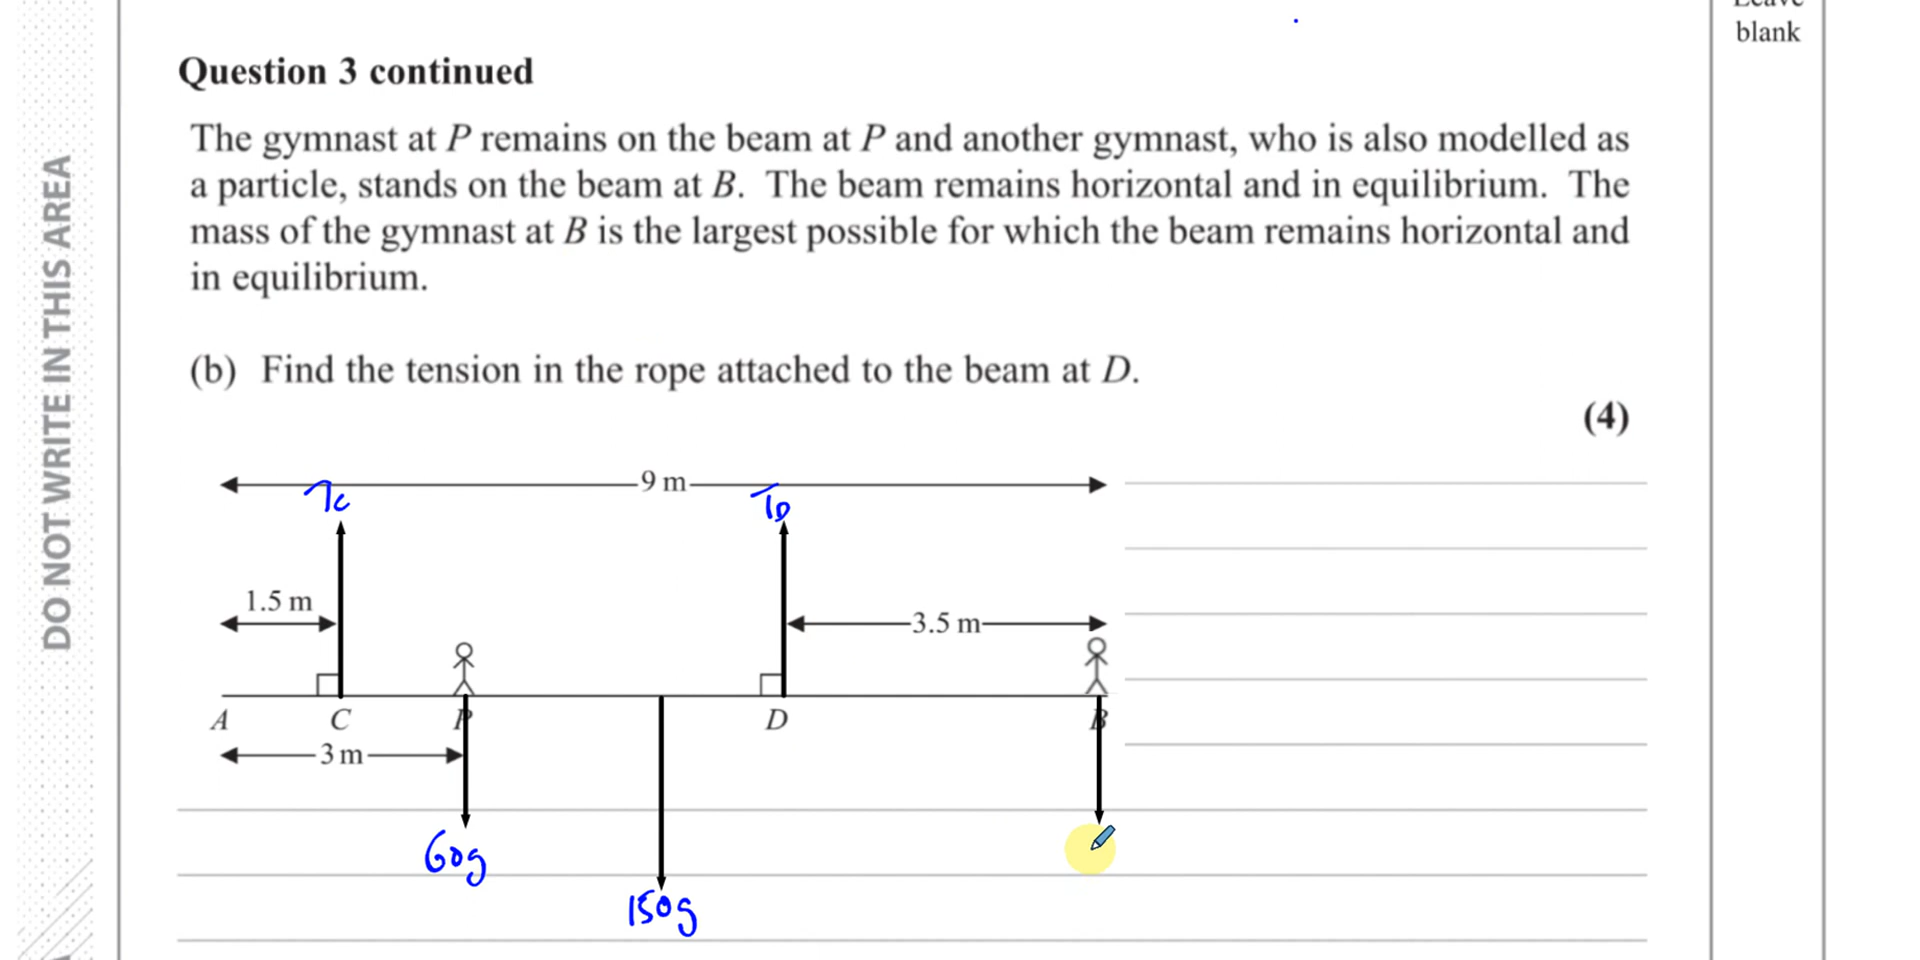 Leave
blank
Question 3 continued
The gymnast at P remains on the beam at P and another gymnast, who is also modelled as
a particle, stands on the beam at B. The beam remains horizontal and in equilibrium. The
mass of the gymnast at B is the largest possible for which the beam remains horizontal and
in equilibrium.
(b) Find the tension in the rope attached to the beam at D.
(4)
9 m
Tc
TD
1.5 m
3.5 m
A C P D B
3 m
60g
150g
DO NOT WRITE IN THIS AREA